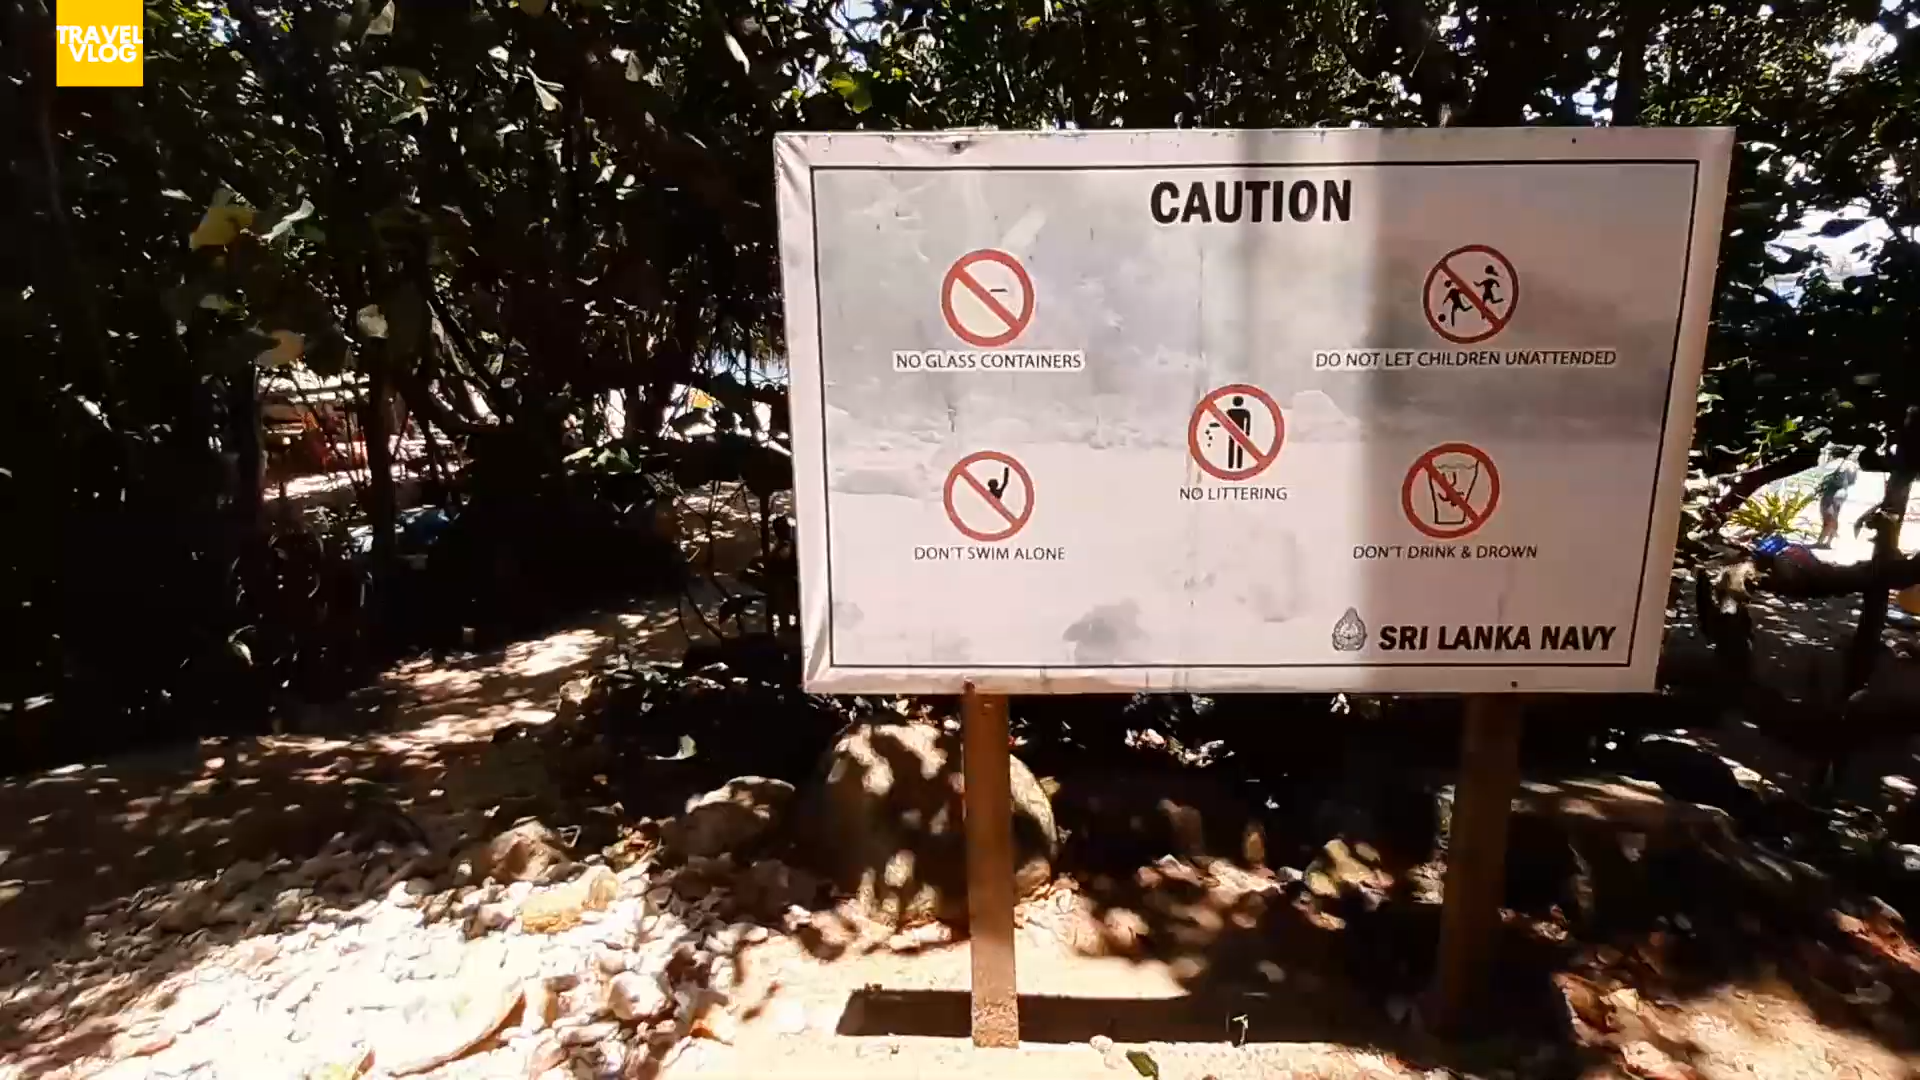 TRAVEL
VLOG
CAUTION
NO GLASS CONTAINERS
DO NOT LET CHILDREN UNATTENDED
NO LITTERING
DON'T SWIM ALONE
DON'T DRINK & DROWN
SRI LANKA NAVY